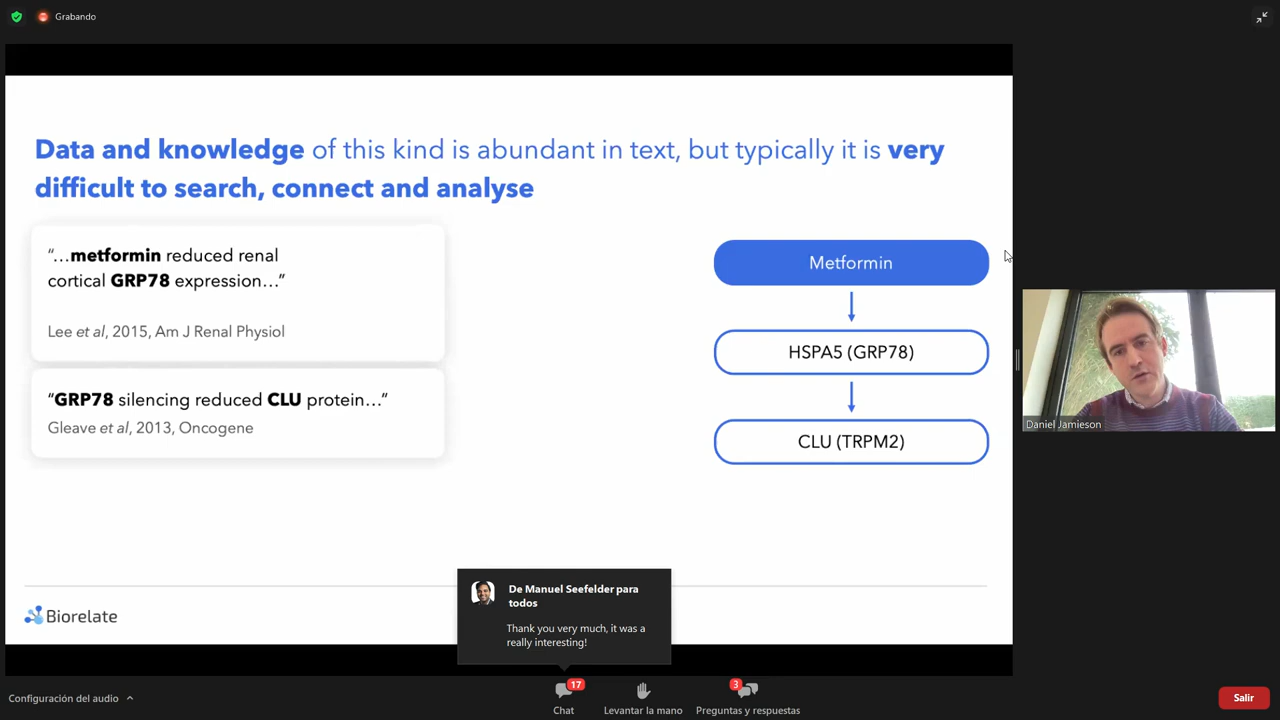 Grabando
Data and knowledge of this kind is abundant in text, but typically it is very
difficult to search, connect and analyse
“…metformin reduced renal
cortical GRP78 expression…”
Lee et al, 2015, Am J Renal Physiol
“GRP78 silencing reduced CLU protein…”
Gleave et al, 2013, Oncogene
Metformin
HSPA5 (GRP78)
CLU (TRPM2)
Daniel Jamieson
Biorelate
De Manuel Seefelder para
todos
Thank you very much, it was a
really interesting!
Configuración del audio
17
Chat
Levantar la mano
3
Preguntas y respuestas
Salir